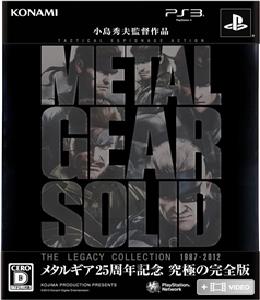 KONAMI
PS3
小島秀夫監督作品
TACTICAL ESPIONAGE ACTION
METAL
GEAR
SOLID
THE LEGACY COLLECTION 1987-2012
メタルギア25周年記念 究極の完全版
CERO
D
KOJIMA PRODUCTIONS PRESENTS
PlayStation
Network
+ VIDEO